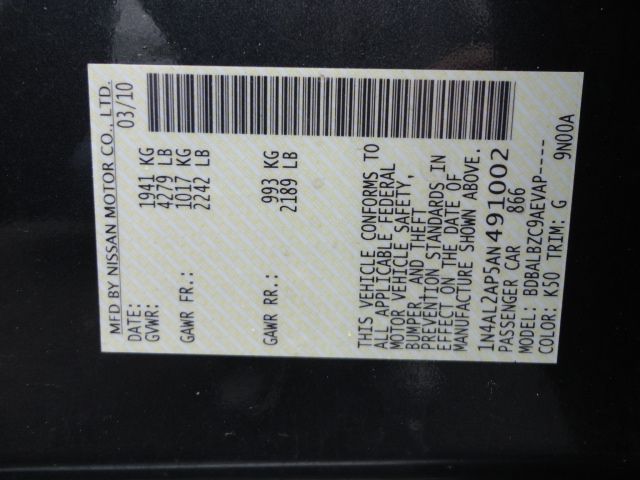 MFD BY NISSAN MOTOR CO., LTD.
DATE: 03/10
GVWR: 1941 KG
4279 LB
GAWR FR.: 1017 KG
2242 LB
GAWR RR.: 993 KG
2189 LB
THIS VEHICLE CONFORMS TO
ALL APPLICABLE FEDERAL
MOTOR VEHICLE SAFETY,
BUMPER, AND THEFT
PREVENTION STANDARDS IN
EFFECT ON THE DATE OF
MANUFACTURE SHOWN ABOVE.
1N4AL2AP5AN491002
PASSENGER CAR 866
MODEL: BDBALBZC9AEVAP-----
COLOR: K50 TRIM: G 9N00A